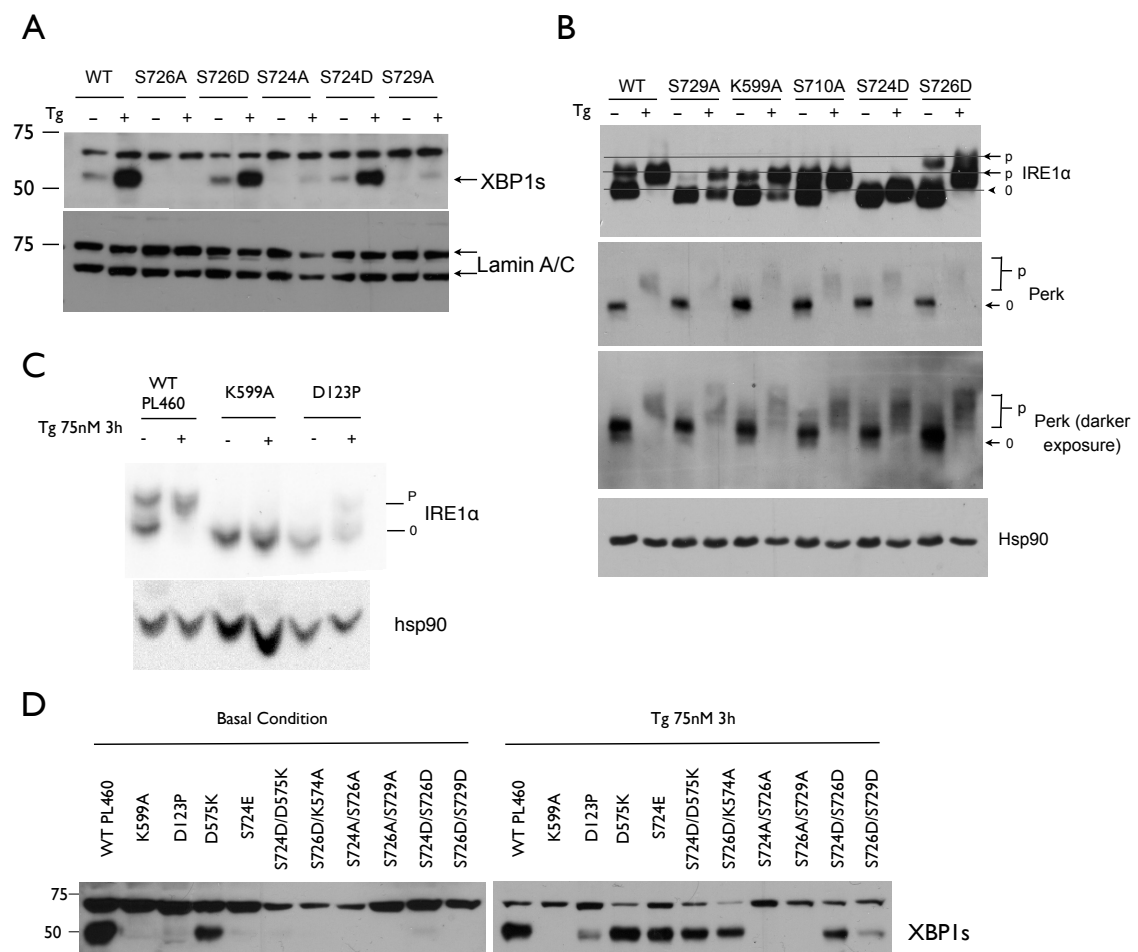 A
WT S726A S726D S724A S724D S729A
Tg – + – + – + – + – + – +
75
50
XBP1s
75
Lamin A/C
B
WT S729A K599A S710A S724D S726D
Tg – + – + – + – + – + – +
p
p IRE1α
0
p
0 Perk
p
0
Perk (darker
exposure)
Hsp90
C
WT
PL460 K599A D123P
Tg 75nM 3h - + - + - +
P
0
IRE1α
hsp90
D
Basal Condition Tg 75nM 3h
WT PL460
K599A
D123P
D575K
S724E
S724D/D575K
S726D/K574A
S724A/S726A
S726A/S729A
S724D/S726D
S726D/S729D
WT PL460
K599A
D123P
D575K
S724E
S724D/D575K
S726D/K574A
S724A/S726A
S726A/S729A
S724D/S726D
S726D/S729D
75
50
XBP1s